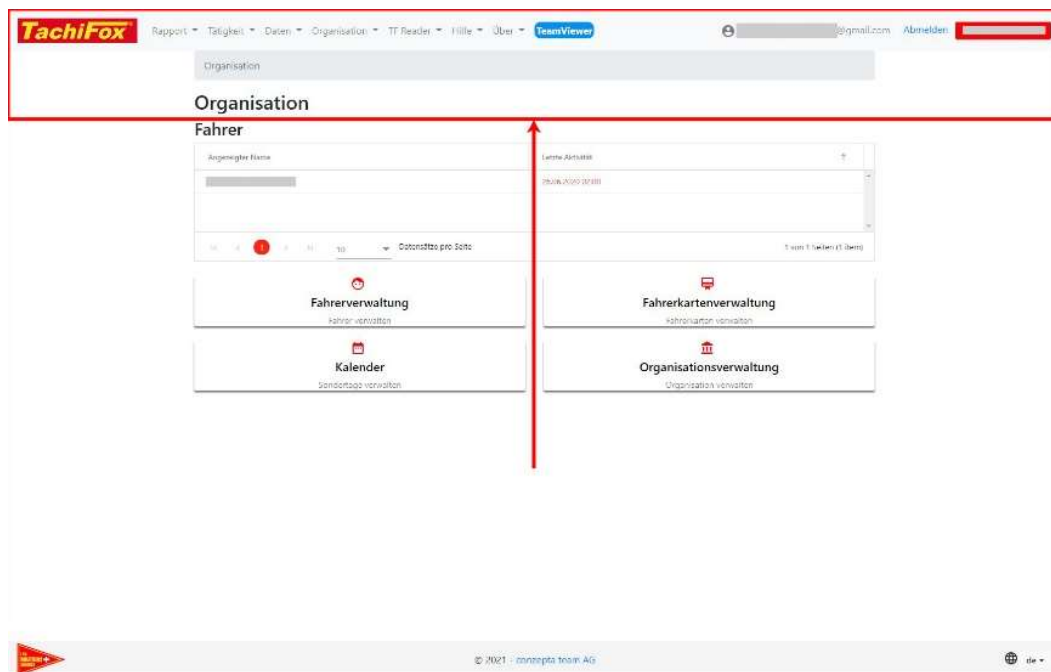 TachiFox
Rapport Tätigkeit Daten Organisation TF Reader Hilfe Über TeamViewer @gmail.com Abmelden
Organisation
Organisation
Fahrer
Angezeigter Name Letzte Aktivität
1 10 Datensätze pro Seite 1 von 1 Seiten (1 item)
Fahrerverwaltung
Fahrer verwalten
Fahrerkartenverwaltung
Fahrerkarten verwalten
Kalender
Sondertage verwalten
Organisationsverwaltung
Organisation verwalten
© 2021 - conzepta team AG
de